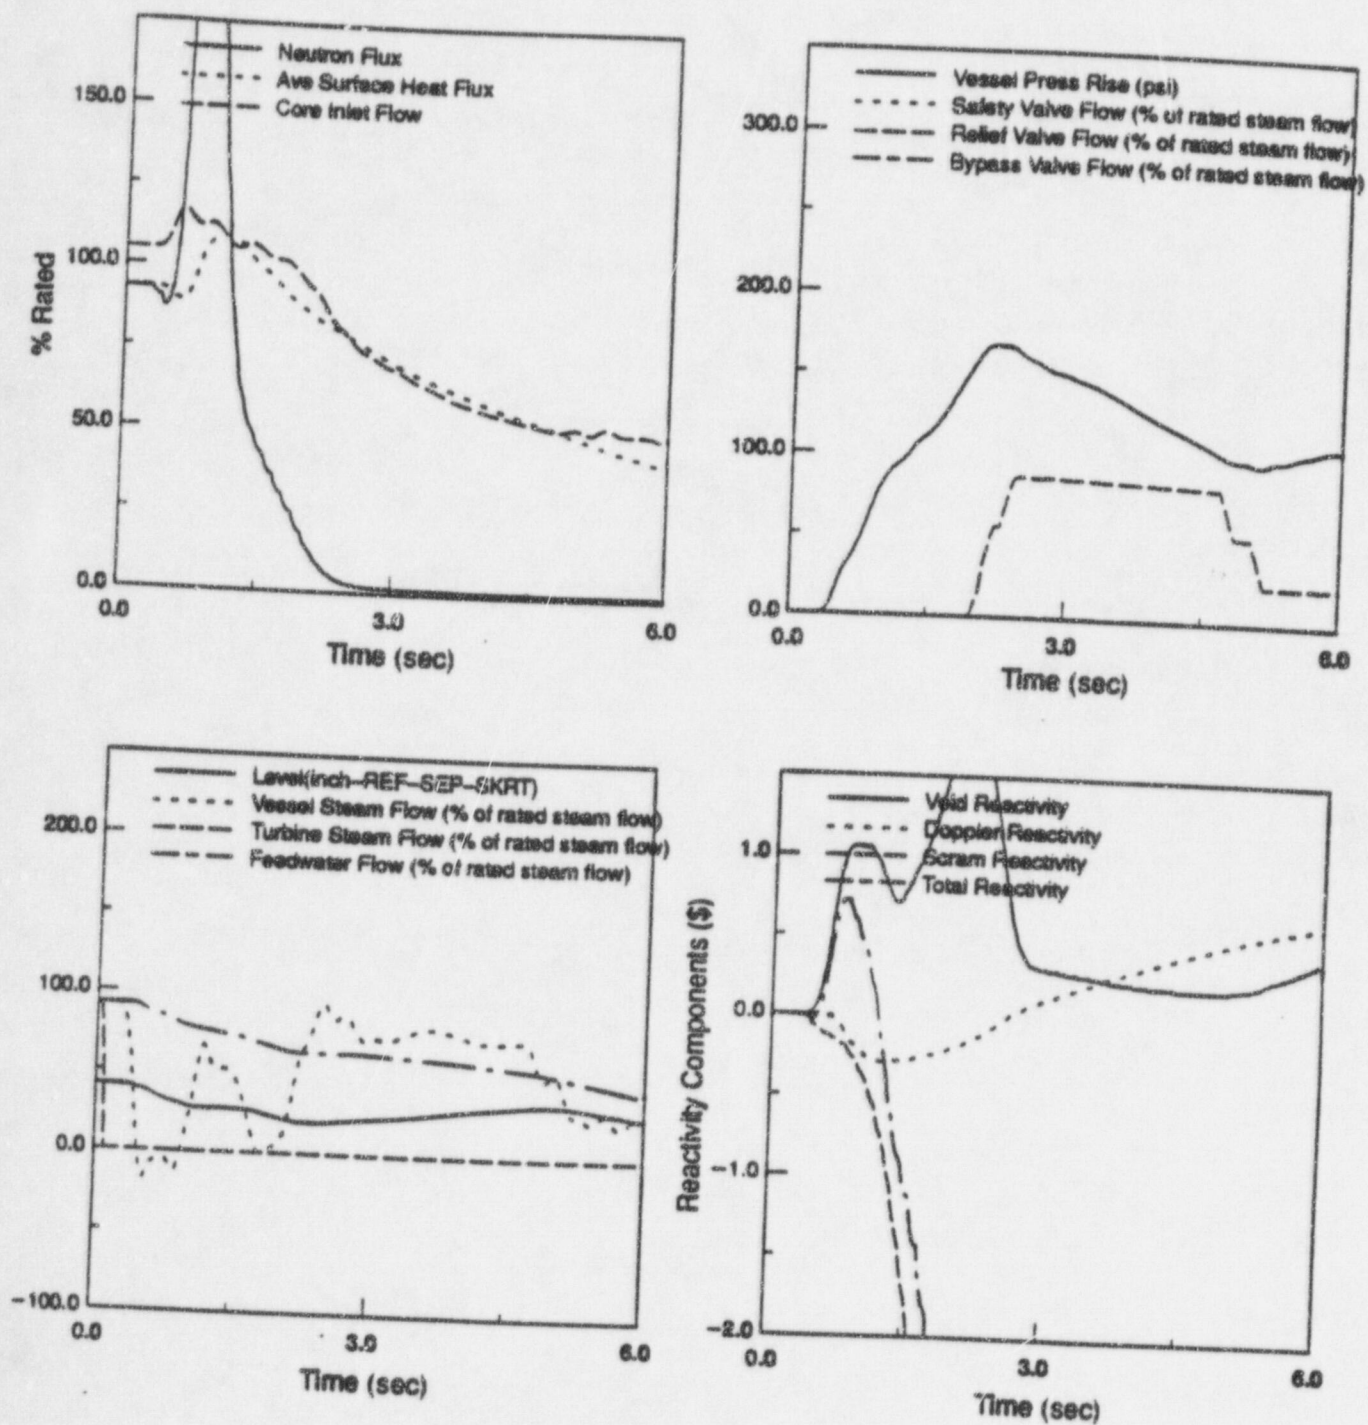 Neutron Flux
Ave Surface Heat Flux
Core Inlet Flow
150.0
100.0
50.0
0.0
% Rated
0.0
3.0
6.0
Time (sec)
Vessel Press Rise (psi)
Safety Valve Flow (% of rated steam flow)
Relief Valve Flow (% of rated steam flow)
Bypass Valve Flow (% of rated steam flow)
300.0
200.0
100.0
0.0
0.0
3.0
6.0
Time (sec)
Level(inch-REF-SEP-SKRT)
Vessel Steam Flow (% of rated steam flow)
Turbine Steam Flow (% of rated steam flow)
Feedwater Flow (% of rated steam flow)
200.0
100.0
0.0
-100.0
0.0
3.0
6.0
Time (sec)
Void Reactivity
Doppler Reactivity
Scram Reactivity
Total Reactivity
1.0
0.0
-1.0
-2.0
Reactivity Components ($)
0.0
3.0
6.0
Time (sec)